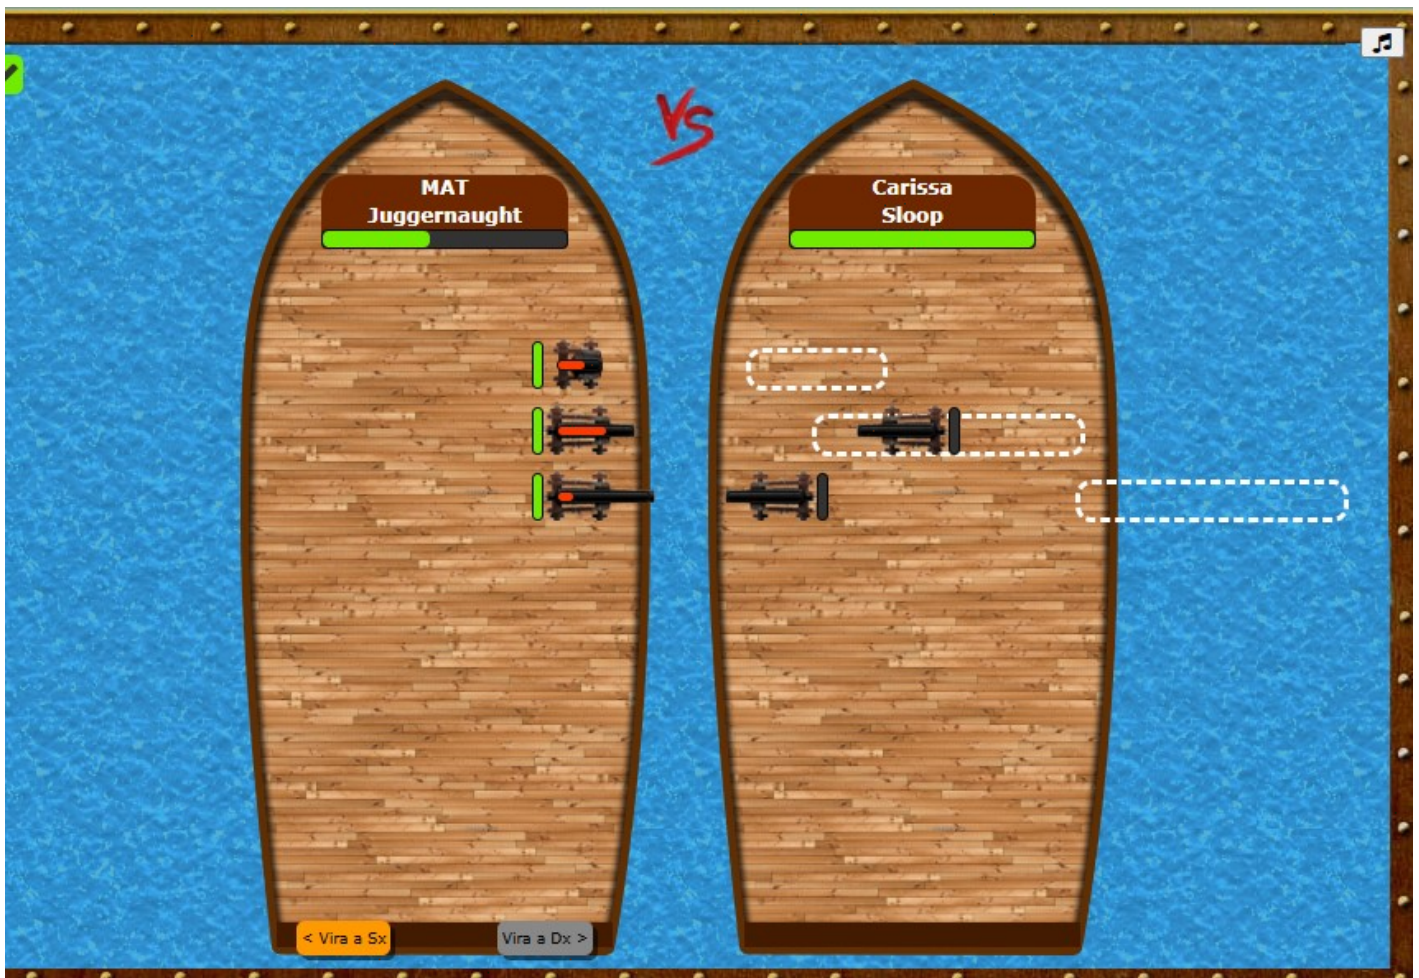 VS
MAT
Juggernaught
Carissa
Sloop
< Vira a Sx
Vira a Dx >